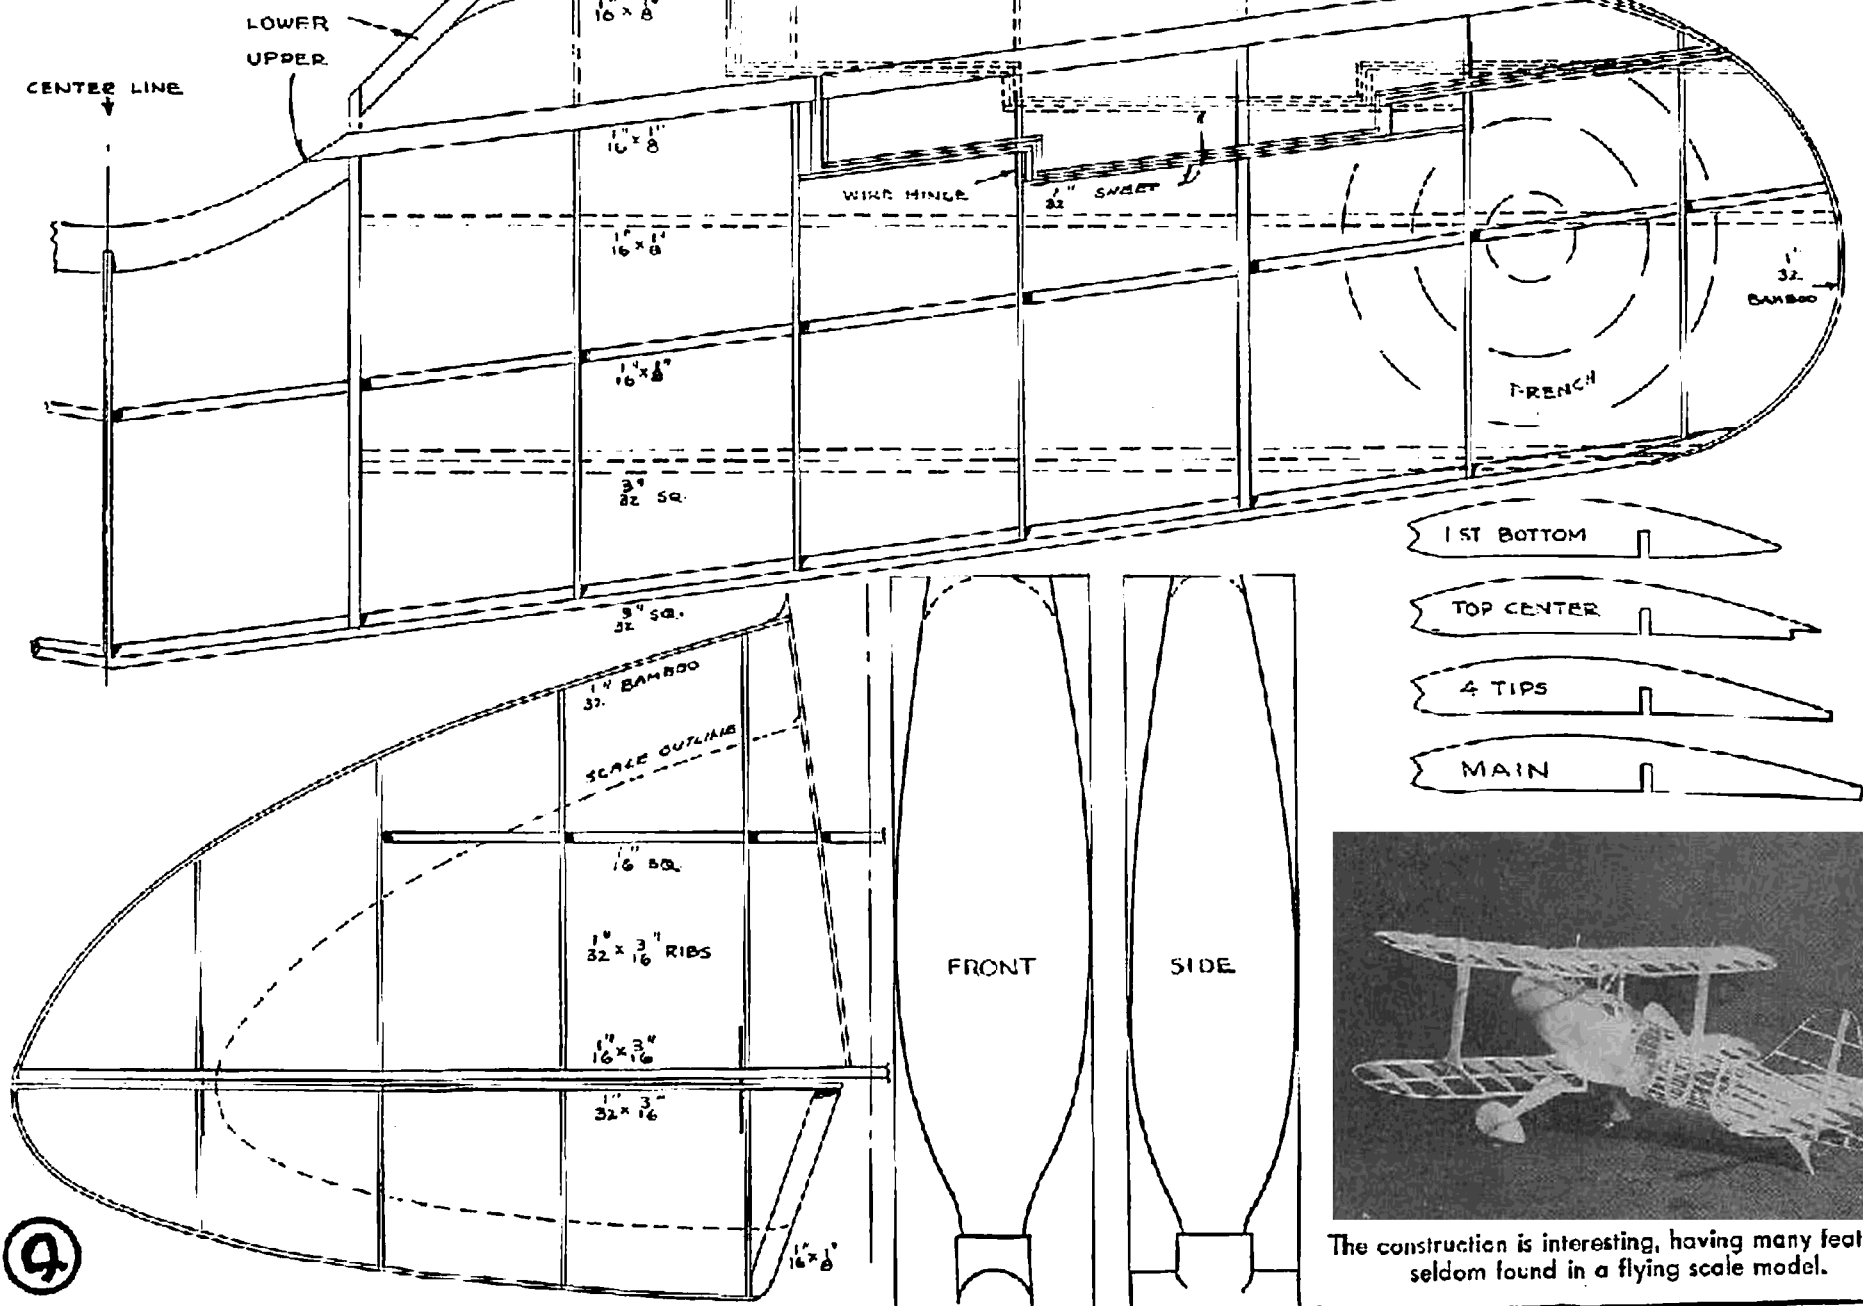 1/16" x 1/8"
LOWER
UPPER
CENTER LINE
1/16" x 1/8"
WIRE HINGE
1/32" SHEET
1/16" x 1/8"
1/32" BAMBOO
1/16" x 1/8"
FRENCH
3/32" SQ.
1ST BOTTOM
TOP CENTER
3/32" SQ.
4 TIPS
1/32" BAMBOO
SCALE OUTLINE
MAIN
1/16" SQ.
1/32" x 3/16" RIBS
FRONT
SIDE
1/16" x 3/16"
1/32" x 3/16"
1/16" x 1/8"
The construction is interesting, having many feat
seldom found in a flying scale model.